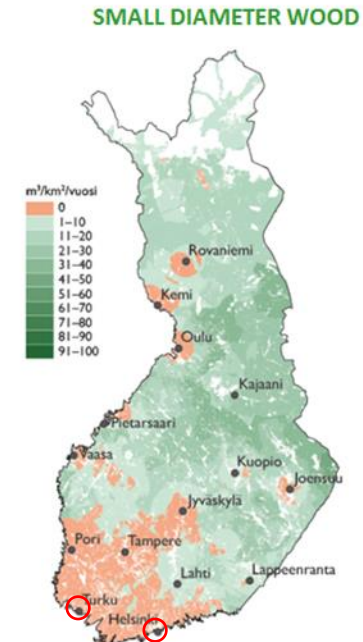 SMALL DIAMETER WOOD
m³/km²/vuosi
0
1–10
11–20
21–30
31–40
41–50
51–60
61–70
71–80
81–90
91–100
Rovaniemi
Kemi
Oulu
Kajaani
Pietarsaari
Vaasa
Kuopio
Joensuu
Jyväskylä
Pori
Tampere
Lahti
Lappeenranta
Turku
Helsinki